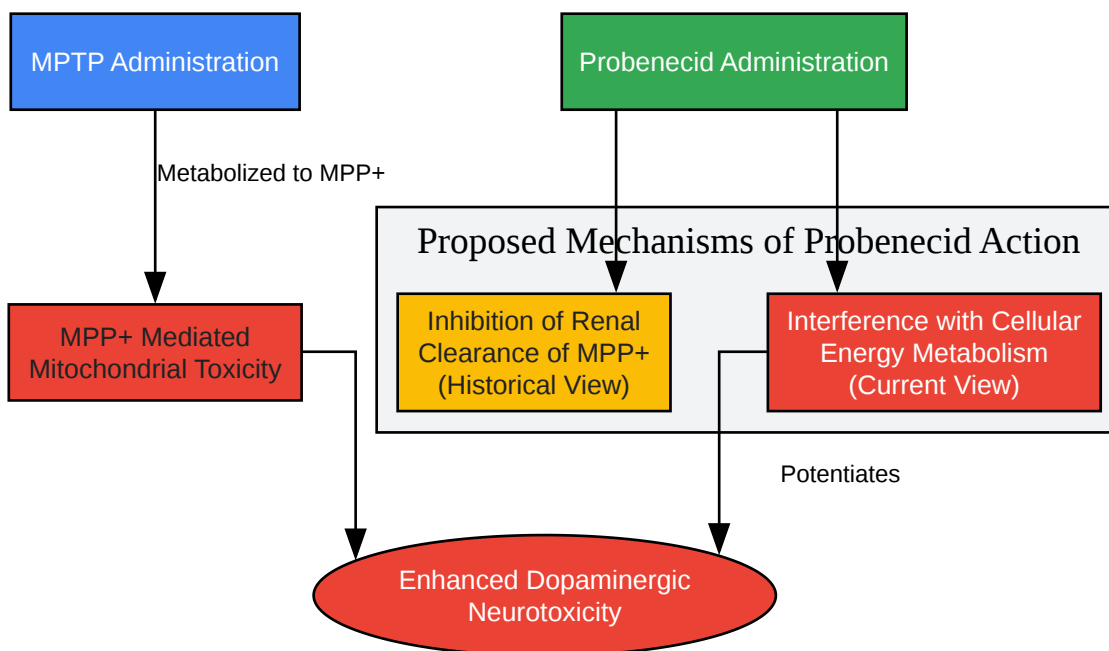 MPTP Administration
Probenecid Administration
Metabolized to MPP+
Proposed Mechanisms of Probenecid Action
MPP+ Mediated
Mitochondrial Toxicity
Inhibition of Renal
Clearance of MPP+
(Historical View)
Interference with Cellular
Energy Metabolism
(Current View)
Potentiates
Enhanced Dopaminergic
Neurotoxicity